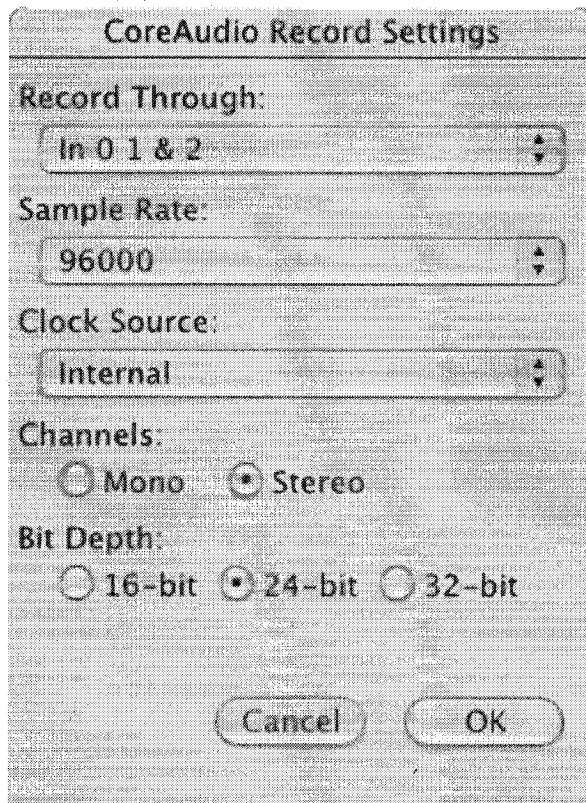 CoreAudio Record Settings
Record Through:
In 0 1 & 2
Sample Rate:
96000
Clock Source:
Internal
Channels:
Mono Stereo
Bit Depth:
16-bit 24-bit 32-bit
Cancel OK